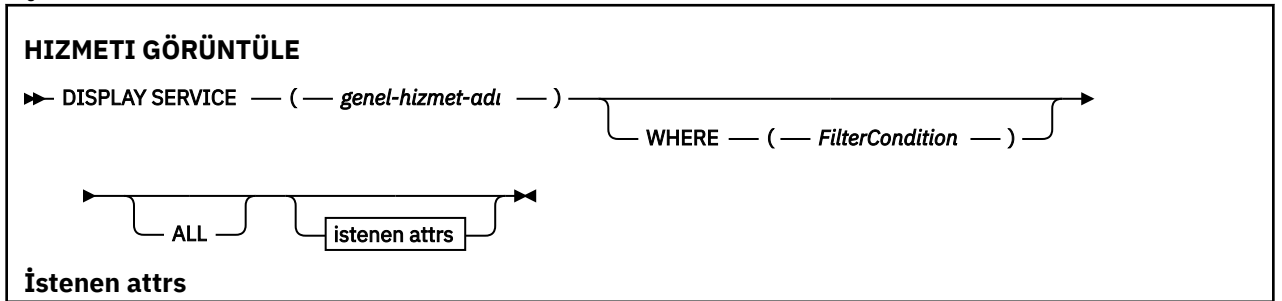 HIZMETI GÖRÜNTÜLE
DISPLAY SERVICE ( genel-hizmet-adı )
WHERE ( FilterCondition )
ALL istenen attrs
İstenen attrs